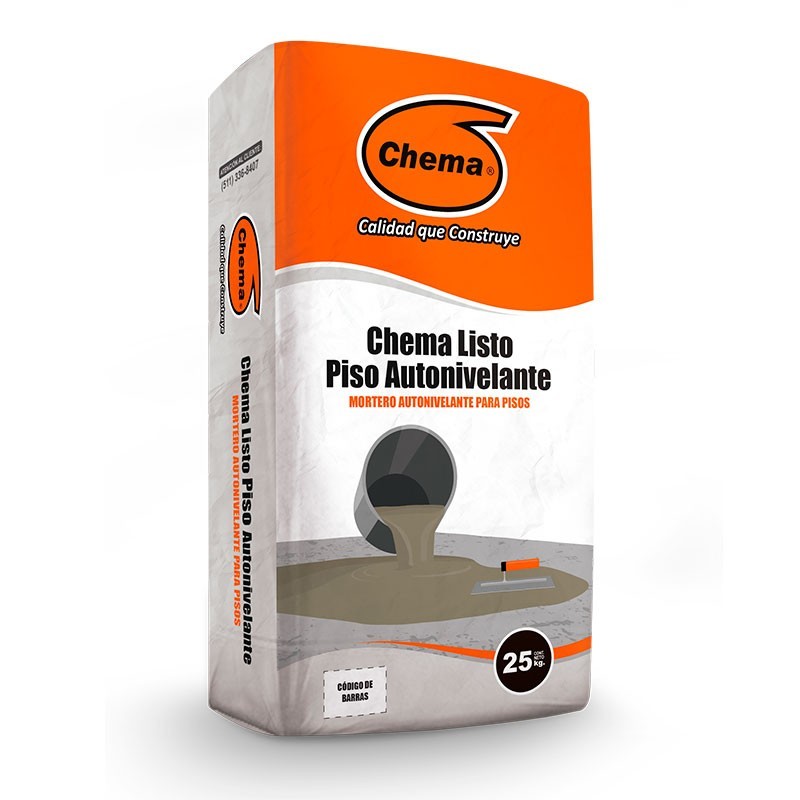 Chema®
Calidad que Construye
Chema Listo
Piso Autonivelante
MORTERO AUTONIVELANTE PARA PISOS
25 CONT. NETO kg.
CÓDIGO DE
BARRAS
ATENCIÓN AL CLIENTE:
(511) 336-8407
Chema®
Calidad que Construye
Chema Listo Piso Autonivelante
MORTERO AUTONIVELANTE PARA PISOS